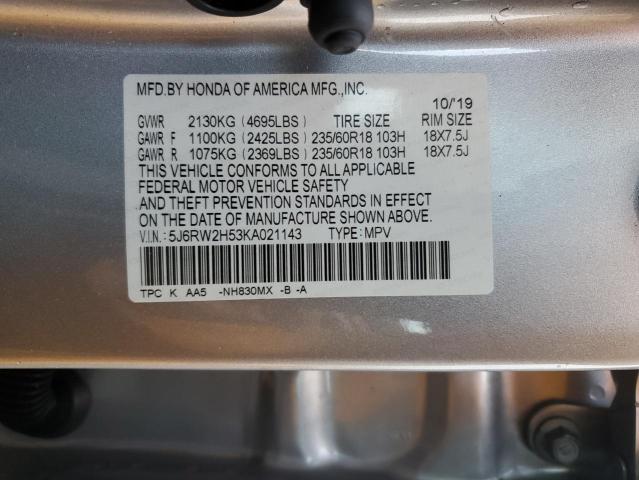 MFD.BY HONDA OF AMERICA MFG.,INC.
10/'19
GVWR 2130KG (4695LBS) TIRE SIZE RIM SIZE
GAWR F 1100KG (2425LBS) 235/60R18 103H 18X7.5J
GAWR R 1075KG (2369LBS) 235/60R18 103H 18X7.5J
THIS VEHICLE CONFORMS TO ALL APPLICABLE
FEDERAL MOTOR VEHICLE SAFETY
AND THEFT PREVENTION STANDARDS IN EFFECT
ON THE DATE OF MANUFACTURE SHOWN ABOVE.
V.I.N.: 5J6RW2H53KA021143 TYPE: MPV
TPC K AA5 -NH830MX -B -A